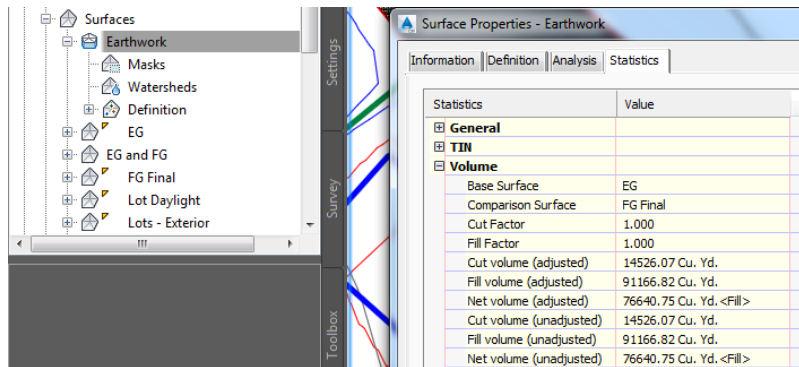 Surfaces
Earthwork
Masks
Watersheds
Definition
EG
EG and FG
FG Final
Lot Daylight
Lots - Exterior
Settings
Survey
Toolbox
Surface Properties - Earthwork
Information Definition Analysis Statistics
Statistics Value
General
TIN
Volume
Base Surface EG
Comparison Surface FG Final
Cut Factor 1.000
Fill Factor 1.000
Cut volume (adjusted) 14526.07 Cu. Yd.
Fill volume (adjusted) 91166.82 Cu. Yd.
Net volume (adjusted) 76640.75 Cu. Yd.<Fill>
Cut volume (unadjusted) 14526.07 Cu. Yd.
Fill volume (unadjusted) 91166.82 Cu. Yd.
Net volume (unadjusted) 76640.75 Cu. Yd.<Fill>